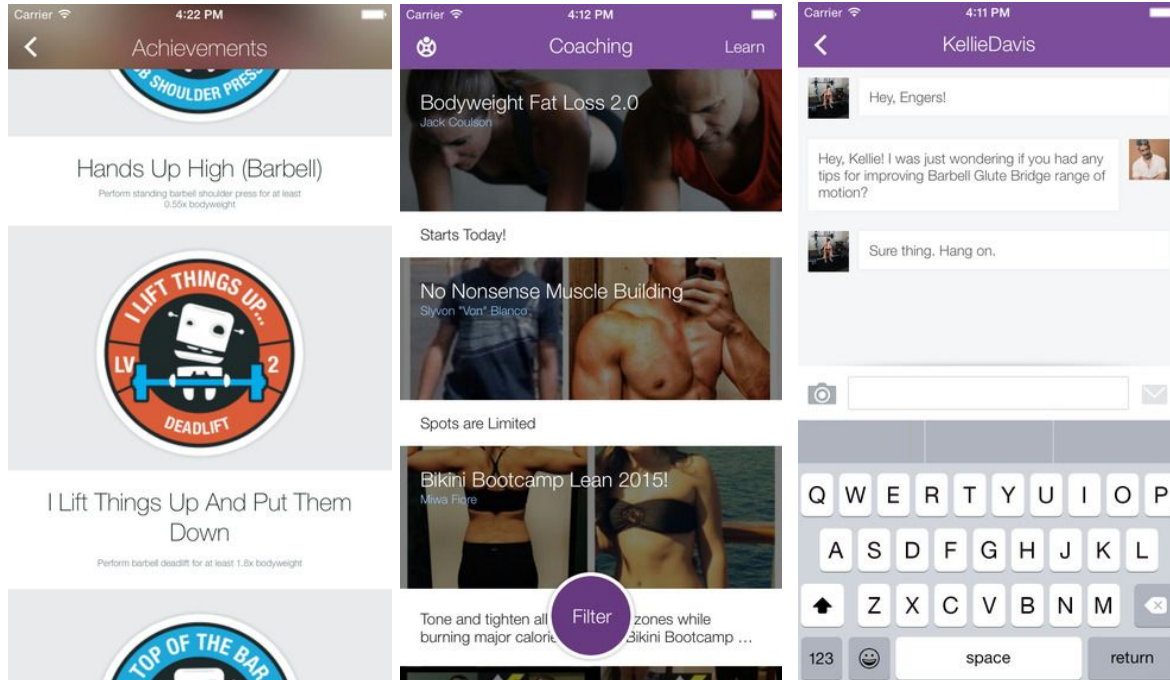 Carrier 4:22 PM
Achievements
OB SHOULDER PRESS
Hands Up High (Barbell)
Perform standing barbell shoulder press for at least
0.55x bodyweight
I LIFT THINGS UP...
LV 2
DEADLIFT
I Lift Things Up And Put Them
Down
Perform barbell deadlift for at least 1.8x bodyweight
TOP OF THE BAR
Carrier 4:12 PM
Coaching Learn
Bodyweight Fat Loss 2.0
Jack Coulson
Starts Today!
No Nonsense Muscle Building
Slyvon "Von" Blanco
Spots are Limited
Bikini Bootcamp Lean 2015!
Miwa Fiore
Filter
Tone and tighten all zones while
burning major calorie Bikini Bootcamp ...
Carrier 4:11 PM
KellieDavis
Hey, Engers!
Hey, Kellie! I was just wondering if you had any
tips for improving Barbell Glute Bridge range of
motion?
Sure thing. Hang on.
Q W E R T Y U I O P
A S D F G H J K L
Z X C V B N M
123 space return